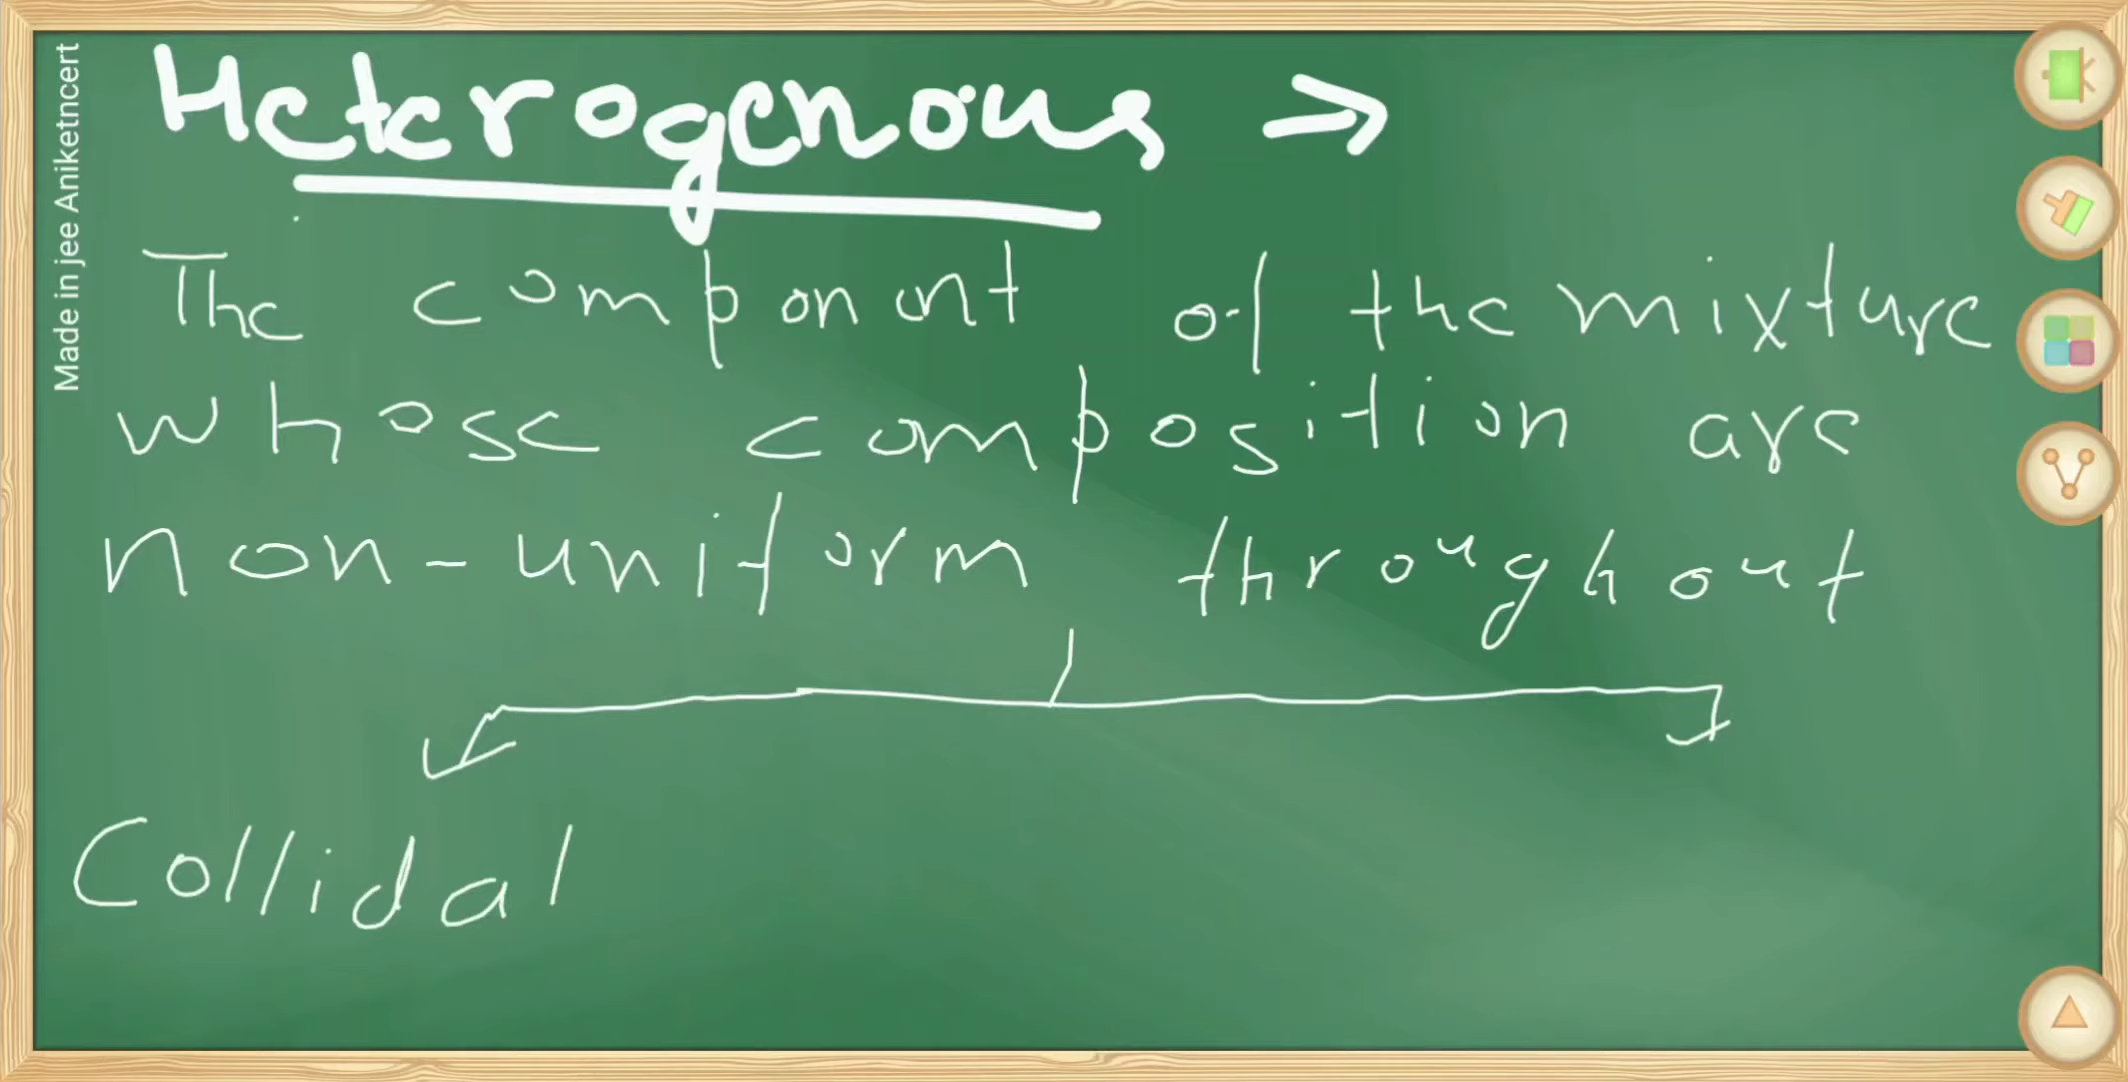 Made in jee Aniketncert
Heterogenous →
The component of the mixture
whose composition are
non-uniform throughout
Collidal